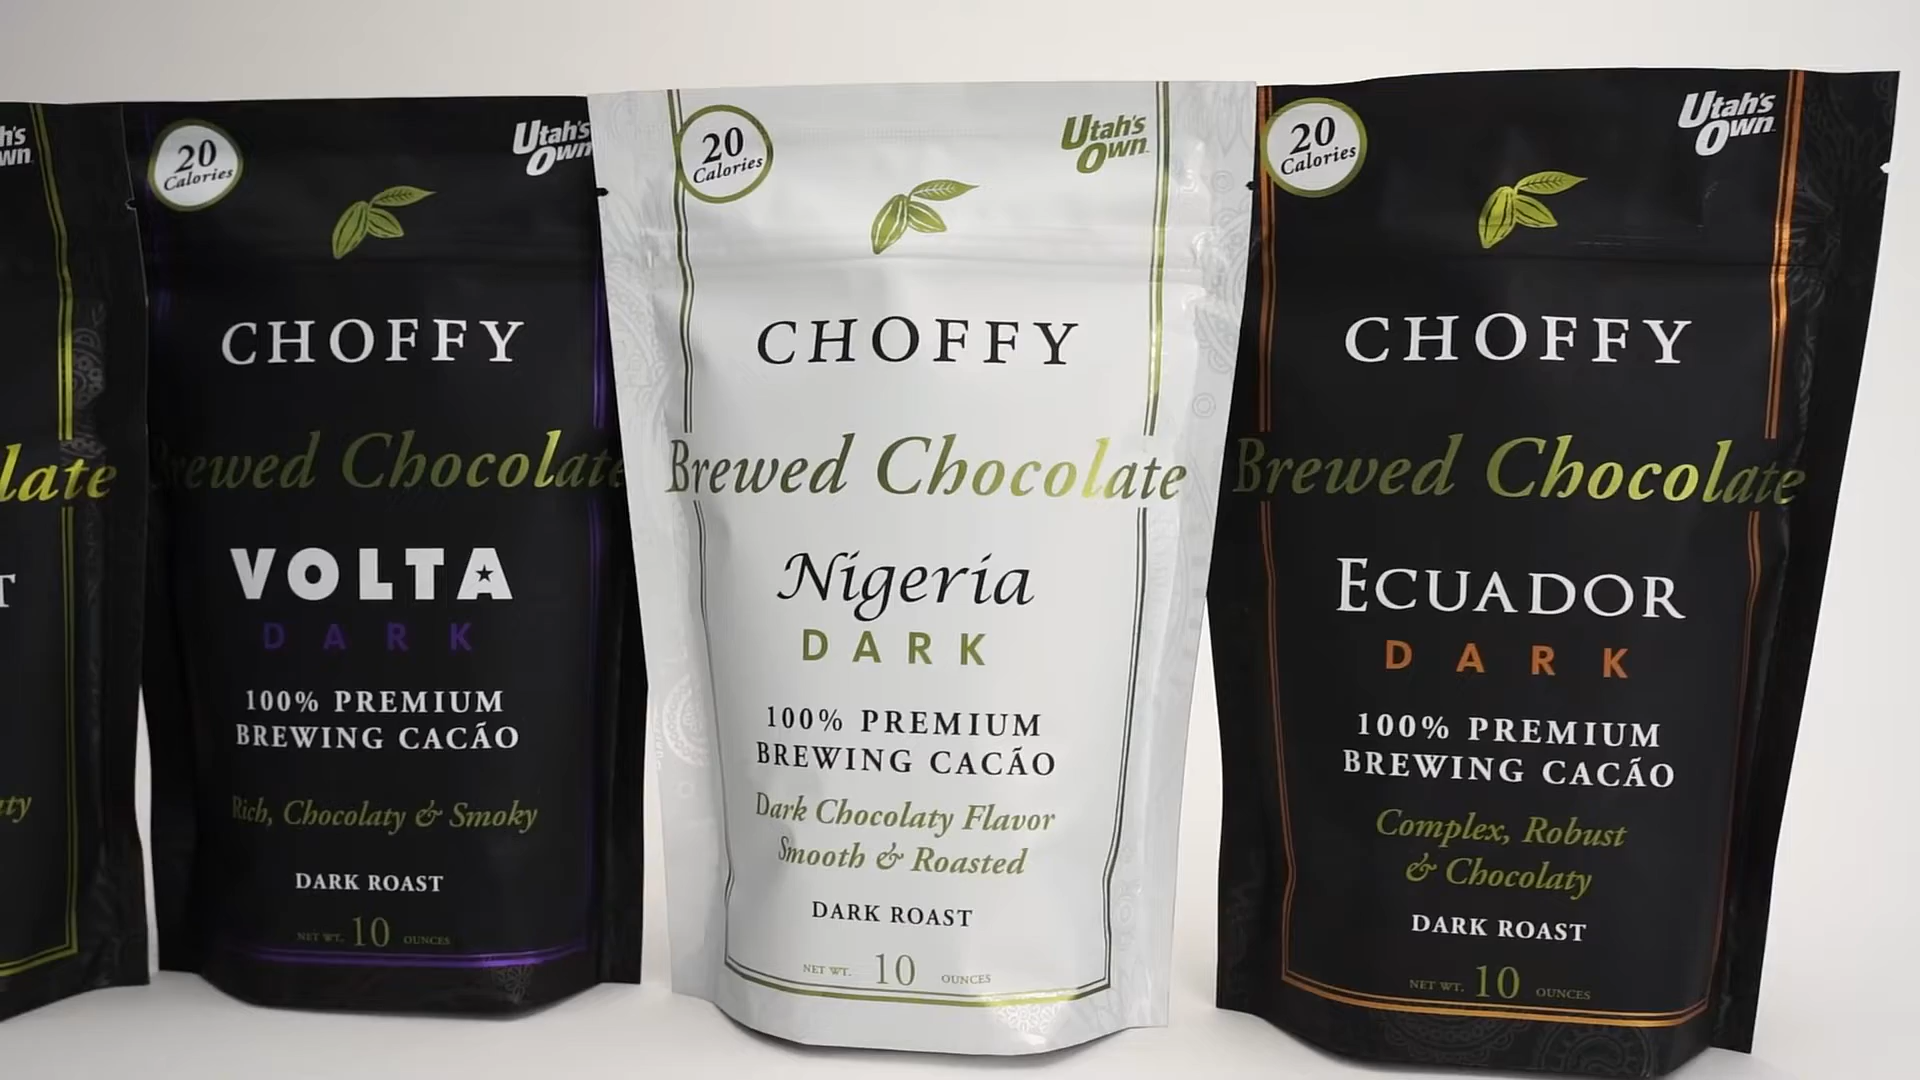 late
20
Calories
Utah's
Own
CHOFFY
Brewed Chocolate
VOLTA
DARK
100% PREMIUM
BREWING CACÃO
Rich, Chocolaty & Smoky
DARK ROAST
NET WT. 10 OUNCES
20
Calories
Utah's
Own
CHOFFY
Brewed Chocolate
Nigeria
DARK
100% PREMIUM
BREWING CACÃO
Dark Chocolaty Flavor
Smooth & Roasted
DARK ROAST
NET WT. 10 OUNCES
20
Calories
Utah's
Own
CHOFFY
Brewed Chocolate
ECUADOR
DARK
100% PREMIUM
BREWING CACÃO
Complex, Robust
& Chocolaty
DARK ROAST
NET WT. 10 OUNCES